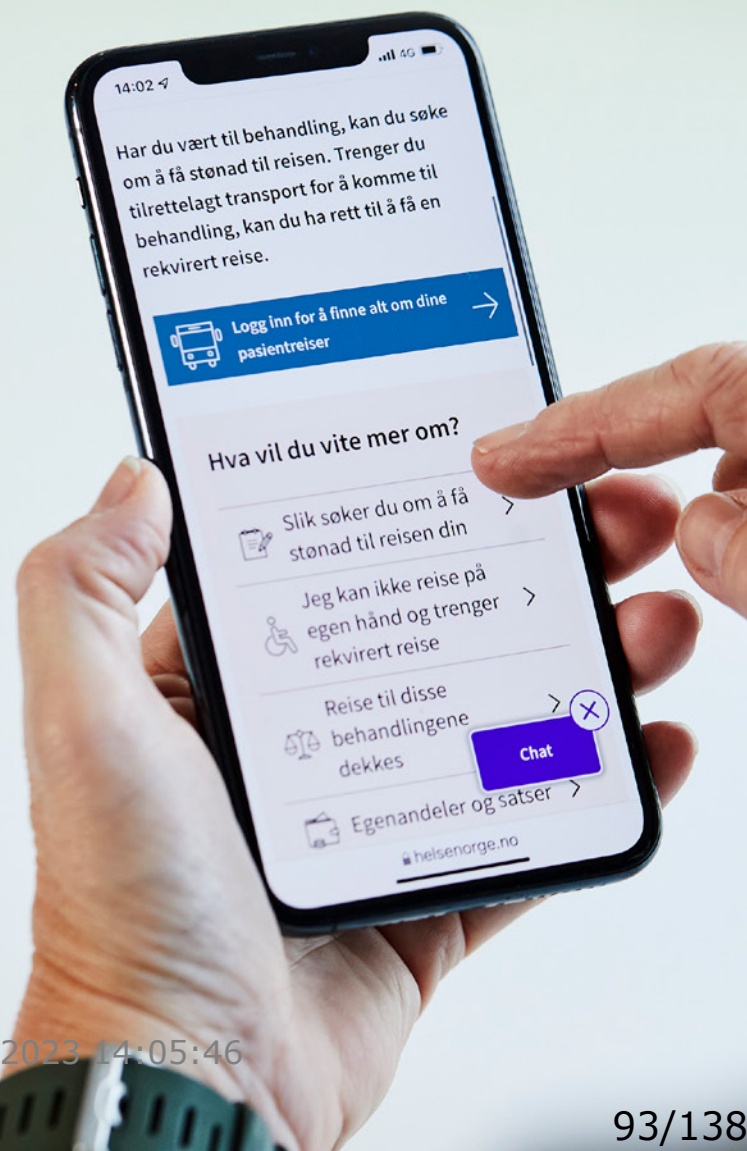 14:02
4G
Har du vært til behandling, kan du søke
om å få stønad til reisen. Trenger du
tilrettelagt transport for å komme til
behandling, kan du ha rett til å få en
rekvirert reise.
Logg inn for å finne alt om dine
pasientreiser
Hva vil du vite mer om?
Slik søker du om å få
stønad til reisen din
Jeg kan ikke reise på
egen hånd og trenger
rekvirert reise
Reise til disse
behandlingene
dekkes
Chat
Egenandeler og satser
helsenorge.no
2023 14:05:46
93/138